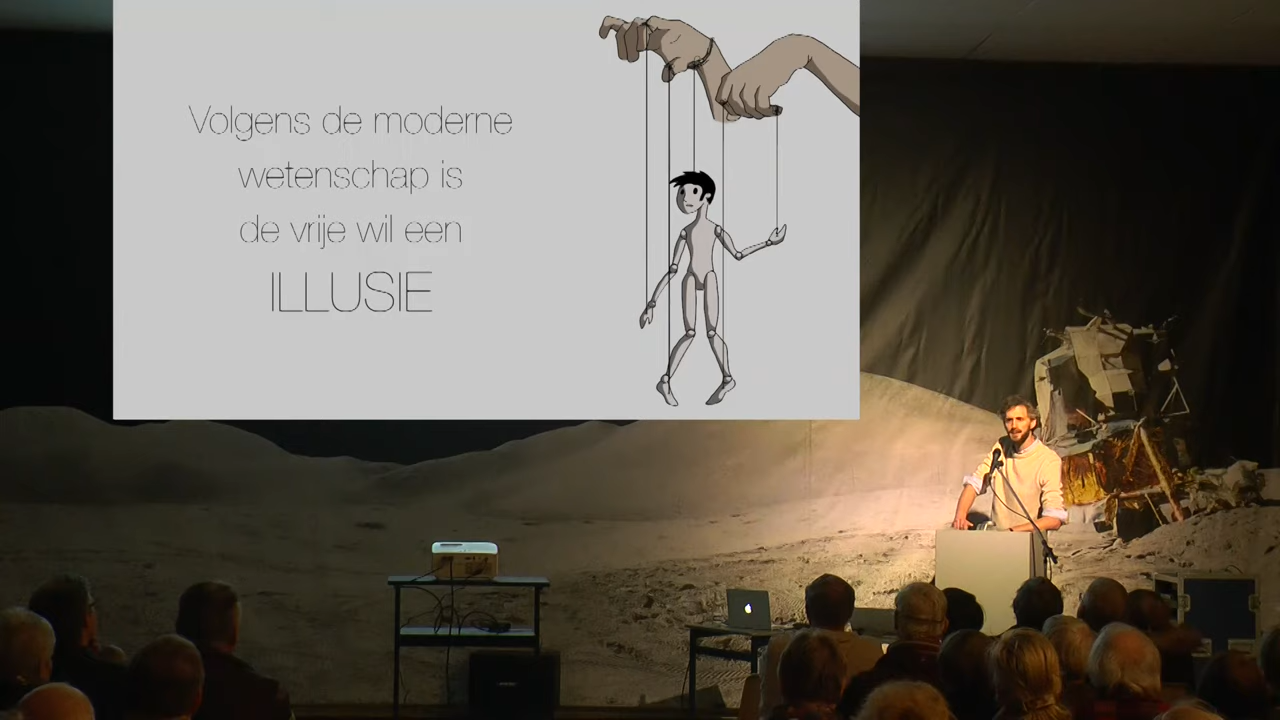 Volgens de moderne
wetenschap is
de vrije wil een
ILLUSIE